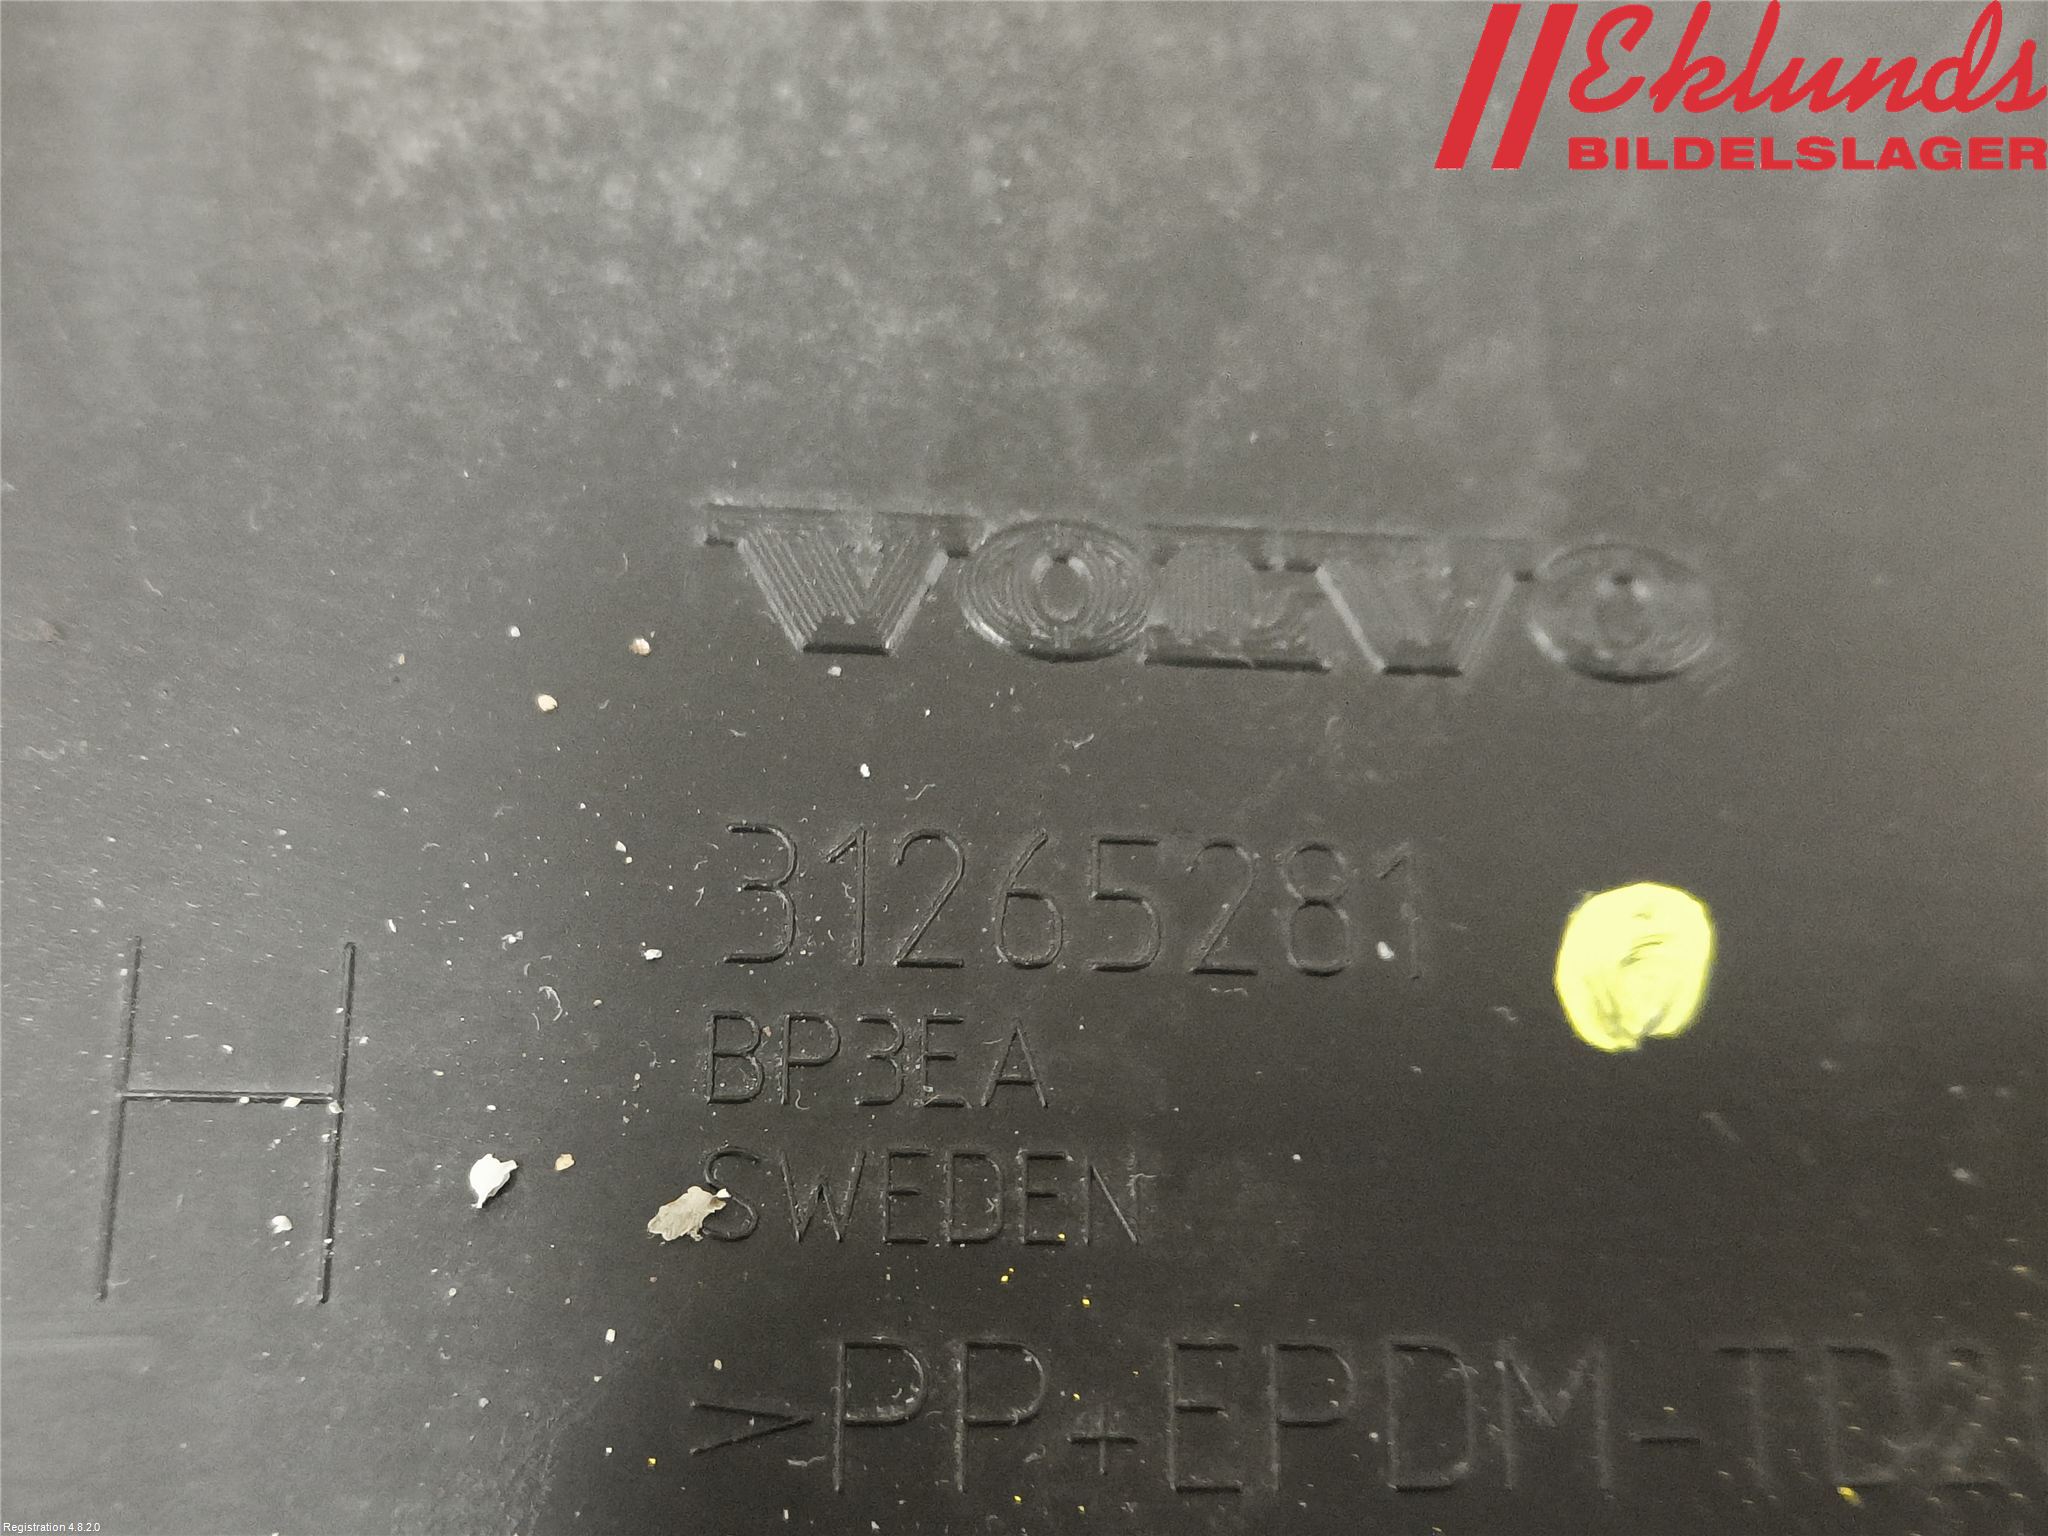 Eklunds
BILDELSLAGER
VOLVO
31265281
H
BP3EA
SWEDEN
>PP+EPDM-TD2
Registration 4.8.2.0